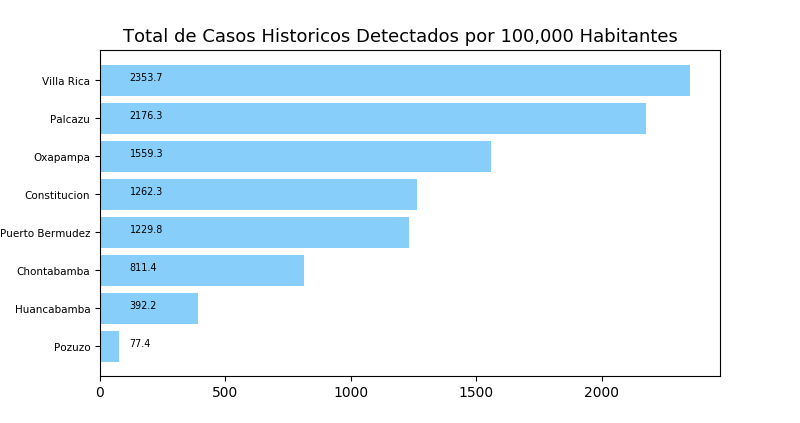 Total de Casos Historicos Detectados por 100,000 Habitantes
Villa Rica 2353.7
Palcazu 2176.3
Oxapampa 1559.3
Constitucion 1262.3
Puerto Bermudez 1229.8
Chontabamba 811.4
Huancabamba 392.2
Pozuzo 77.4
0 500 1000 1500 2000